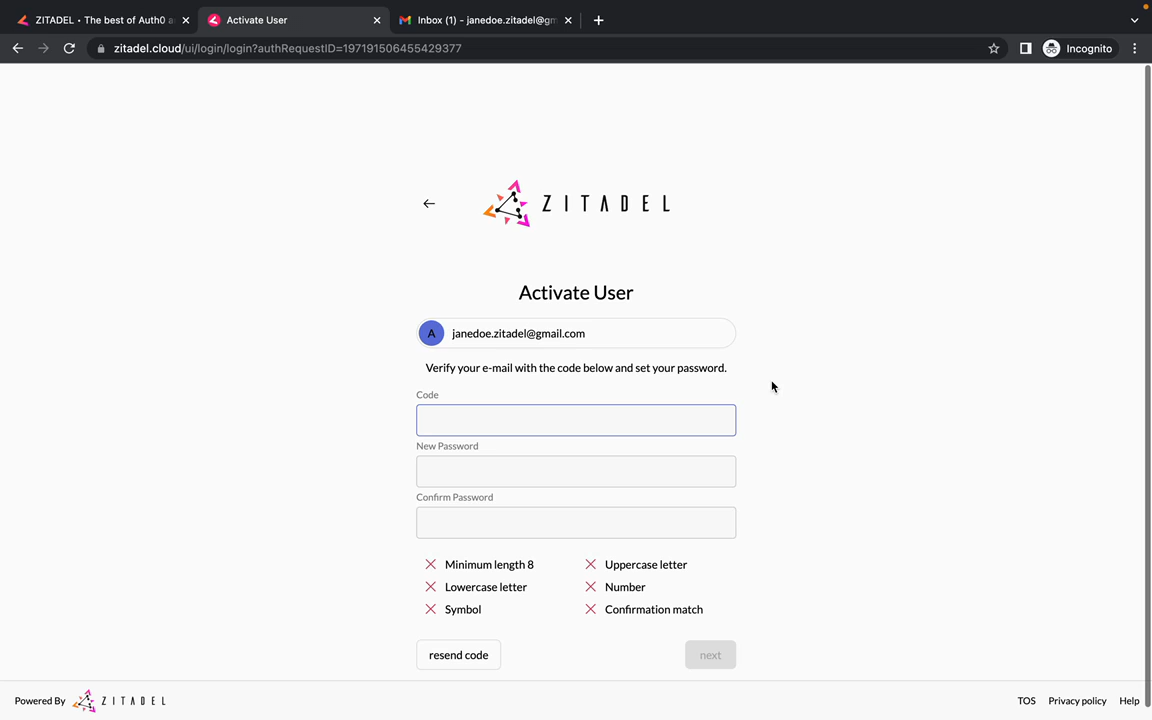 ZITADEL • The best of Auth0 a
Activate User
Inbox (1) - janedoe.zitadel@gm
zitadel.cloud/ui/login/login?authRequestID=197191506455429377
Incognito
ZITADEL
Activate User
A
janedoe.zitadel@gmail.com
Verify your e-mail with the code below and set your password.
Code
New Password
Confirm Password
Minimum length 8
Uppercase letter
Lowercase letter
Number
Symbol
Confirmation match
resend code
next
Powered By
ZITADEL
TOS
Privacy policy
Help